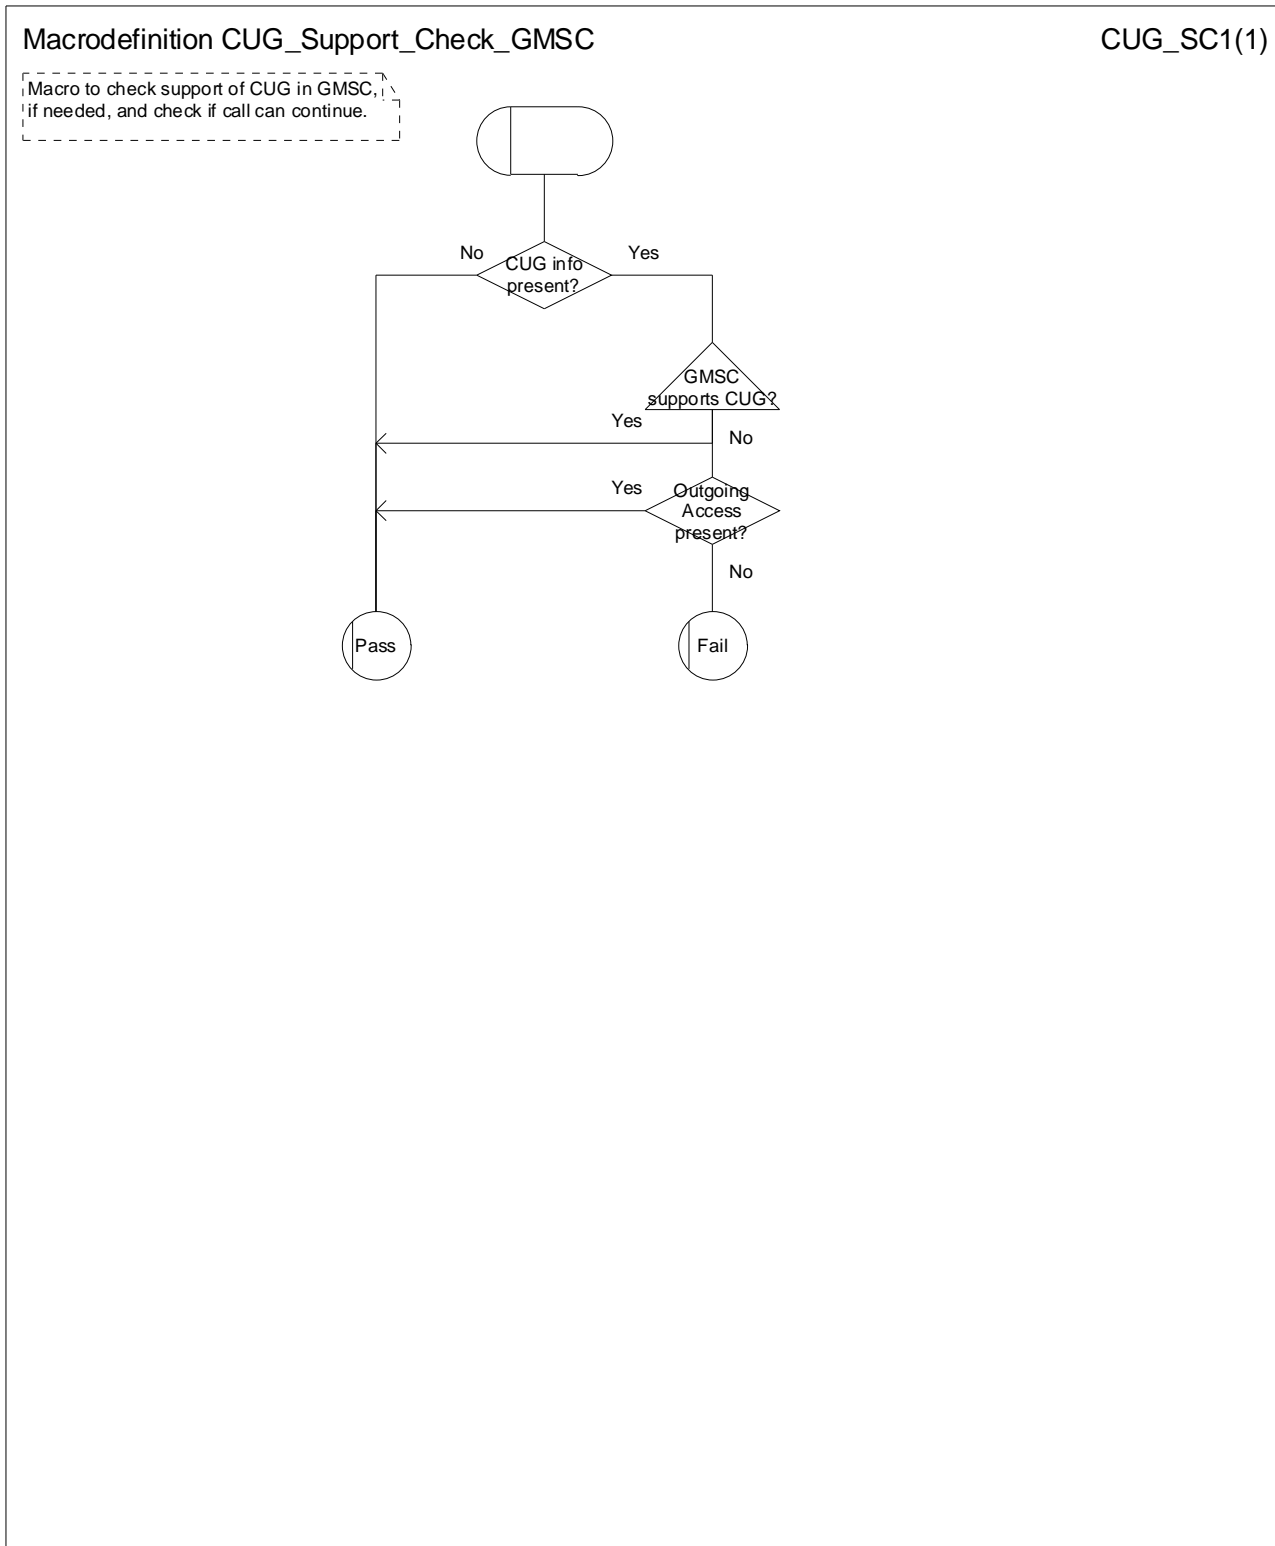 Macrodefinition CUG_Support_Check_GMSC
CUG_SC1(1)
Macro to check support of CUG in GMSC,
if needed, and check if call can continue.
No
Yes
CUG info
present?
GMSC
supports CUG?
Yes
No
Yes
Outgoing
Access
present?
No
Pass
Fail